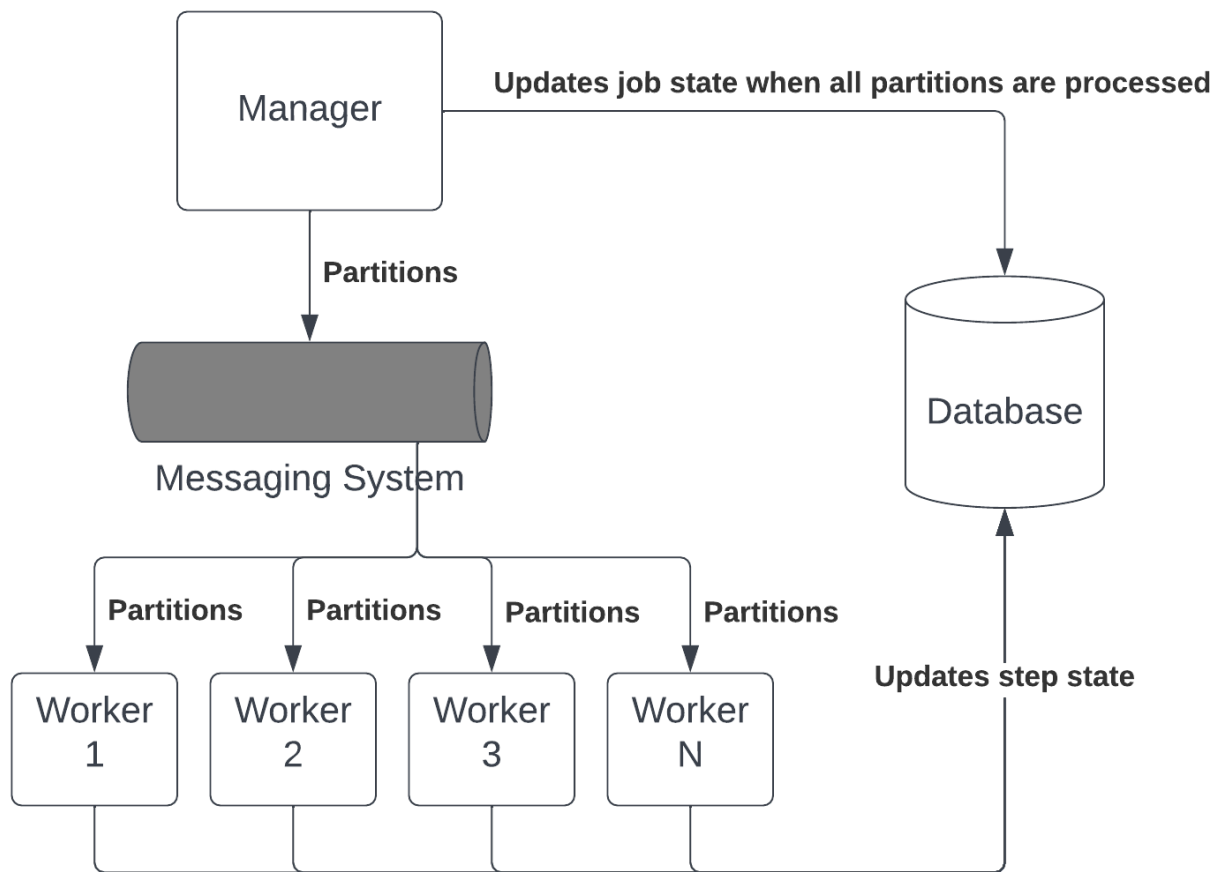 Updates job state when all partitions are processed
Manager
Partitions
Messaging System
Database
Partitions
Partitions
Partitions
Partitions
Updates step state
Worker
1
Worker
2
Worker
3
Worker
N